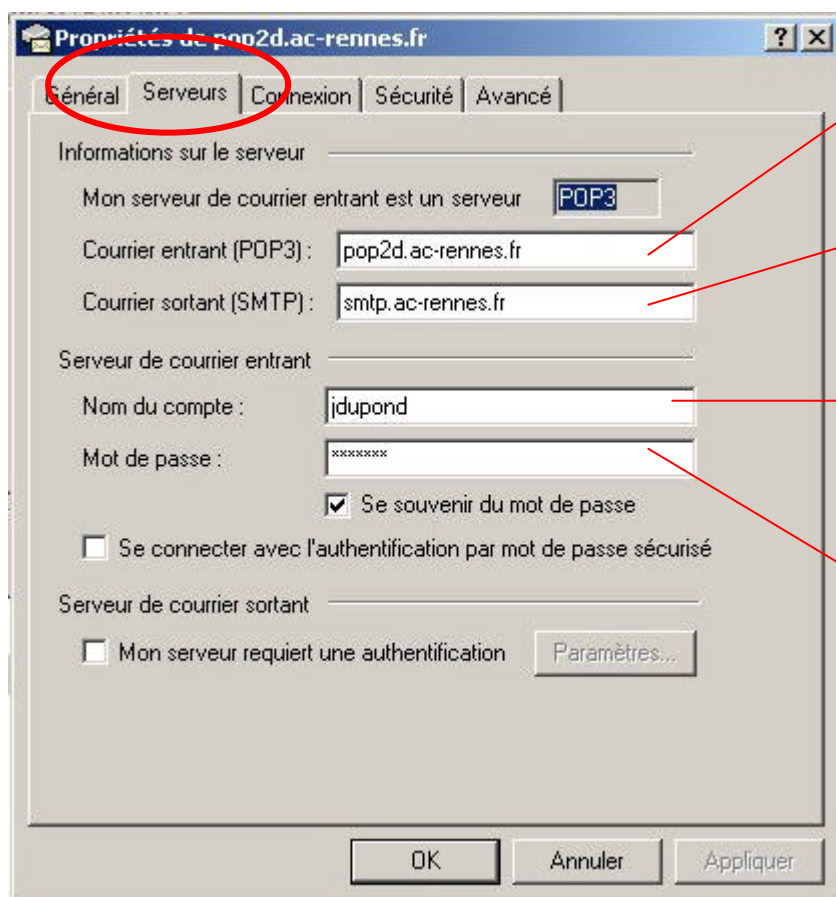 Propriétés de pop2d.ac-rennes.fr
Général Serveurs Connexion Sécurité Avancé
Informations sur le serveur
Mon serveur de courrier entrant est un serveur POP3
Courrier entrant (POP3) : pop2d.ac-rennes.fr
Courrier sortant (SMTP) : smtp.ac-rennes.fr
Serveur de courrier entrant
Nom du compte : jdupond
Mot de passe : *******
Se souvenir du mot de passe
Se connecter avec l'authentification par mot de passe sécurisé
Serveur de courrier sortant
Mon serveur requiert une authentification Paramètres...
OK Annuler Appliquer